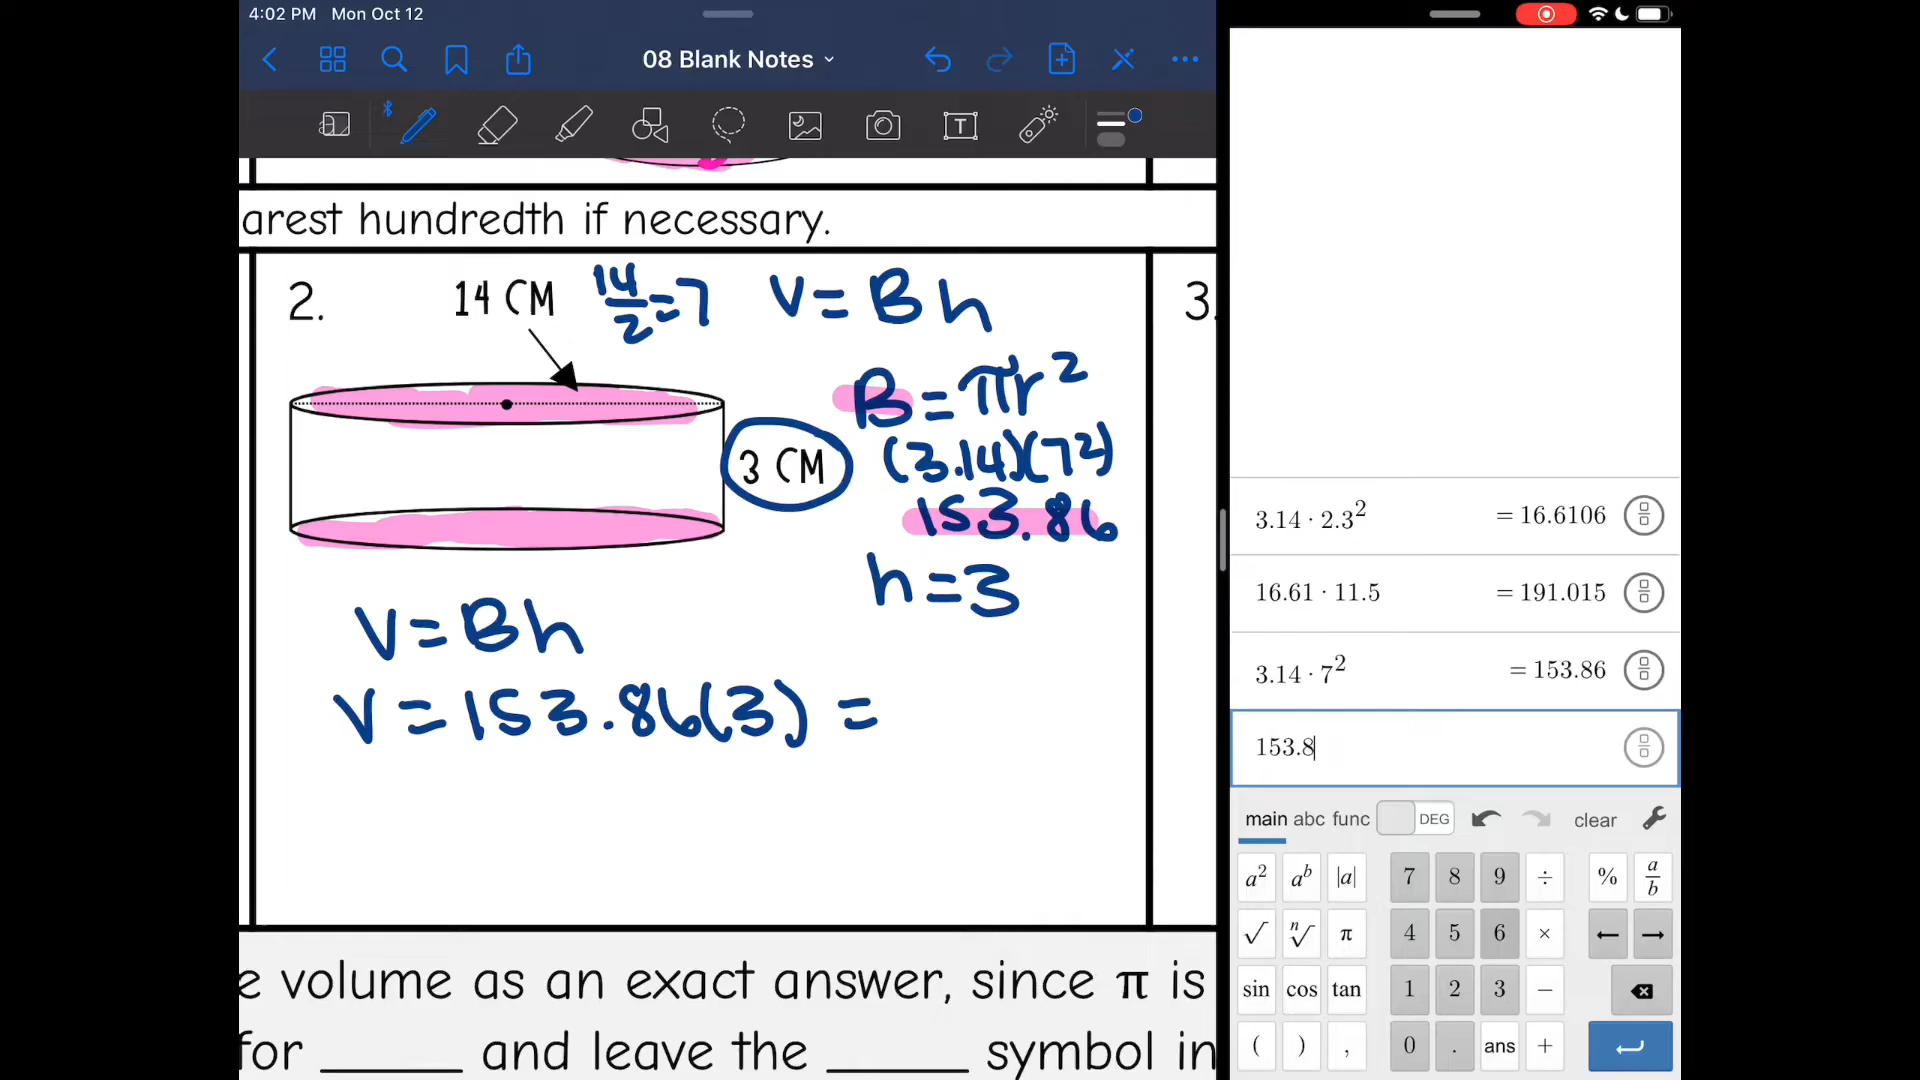 4:02 PM Mon Oct 12
08 Blank Notes
arest hundredth if necessary.
2.
14 CM
14/2=7
V = B h
3.
B = πr²
3 CM
(3.14)(7²)
153.86
h = 3
V = Bh
V = 153.86(3) =
e volume as an exact answer, since π is
for _____ and leave the _____ symbol in
3.14 · 2.3² = 16.6106
16.61 · 11.5 = 191.015
3.14 · 7² = 153.86
153.8
main abc func DEG clear
a² aᵇ |a| 7 8 9 ÷ % a/b
√ ⁿ√ π 4 5 6 × ← →
sin cos tan 1 2 3 −
( ) , 0 . ans +